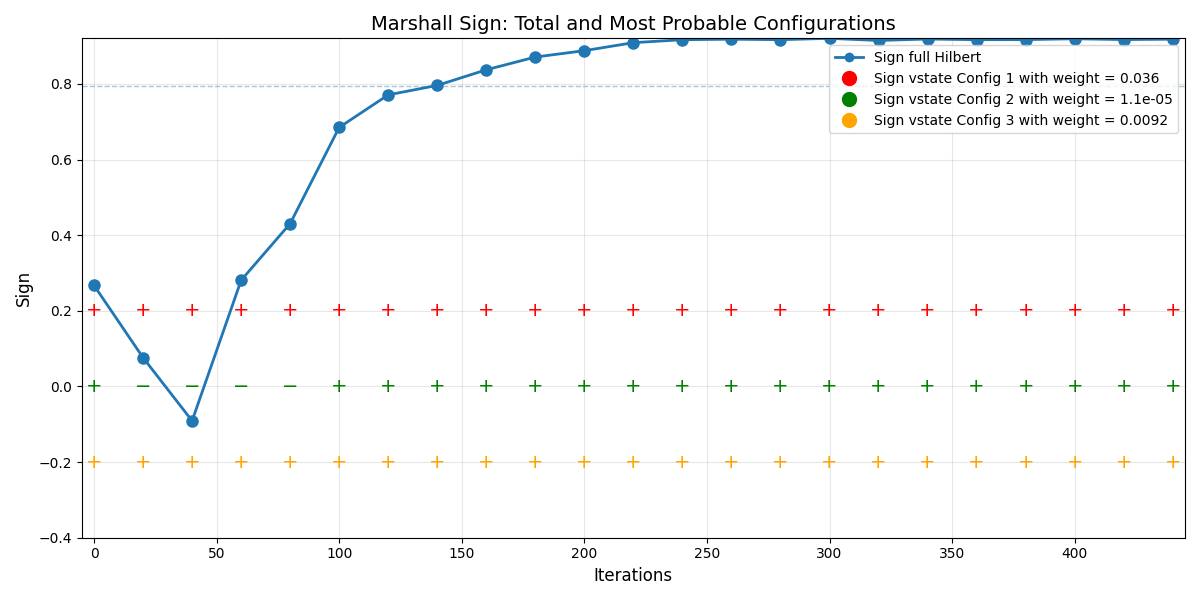 Marshall Sign: Total and Most Probable Configurations
Sign full Hilbert
Sign vstate Config 1 with weight = 0.036
Sign vstate Config 2 with weight = 1.1e-05
Sign vstate Config 3 with weight = 0.0092
Sign
0.8
0.6
0.4
0.2
0.0
−0.2
−0.4
0 50 100 150 200 250 300 350 400
Iterations